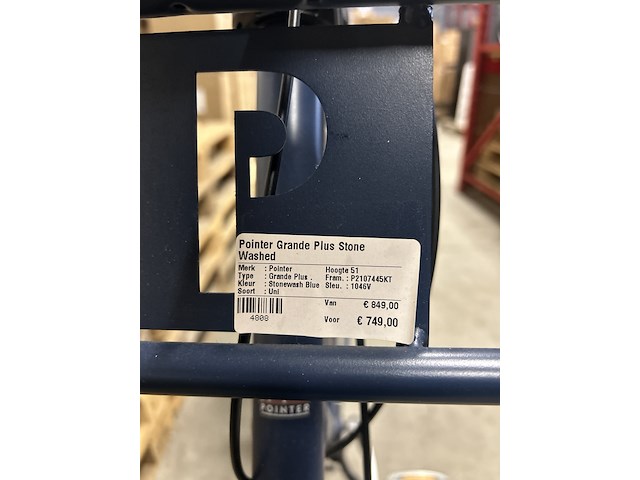 P
Pointer Grande Plus Stone
Washed
Merk : Pointer Hoogte 51
Type : Grande Plus . Fram. : P2107445KT
Kleur : Stonewash Blue Sleu. : 1046V
Soort : Uni
Van € 849,00
4808
Voor € 749,00
POINTER